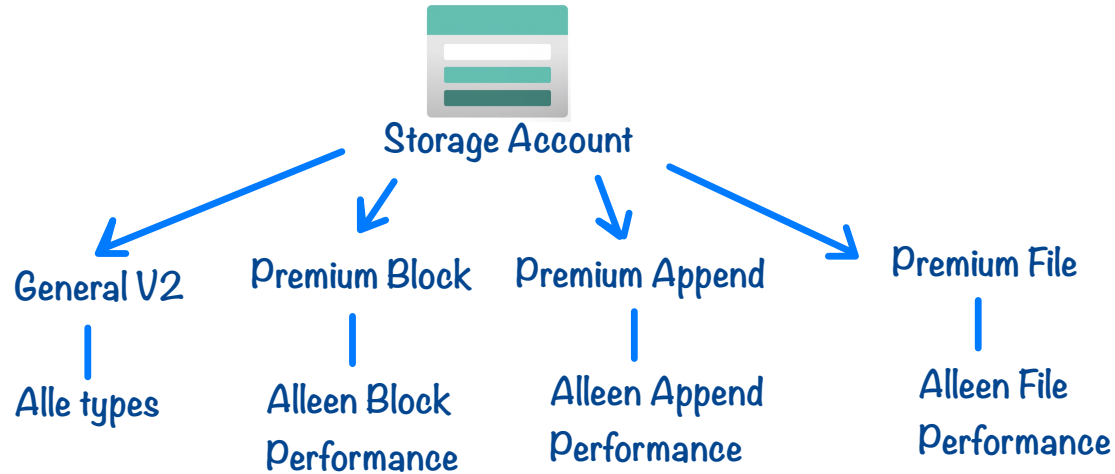 Storage Account
General V2
Premium Block
Premium Append
Premium File
Alle types
Alleen Block
Performance
Alleen Append
Performance
Alleen File
Performance